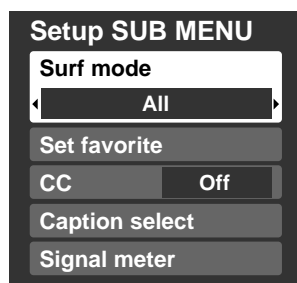 Setup SUB MENU
Surf mode
All
Set favorite
CC Off
Caption select
Signal meter